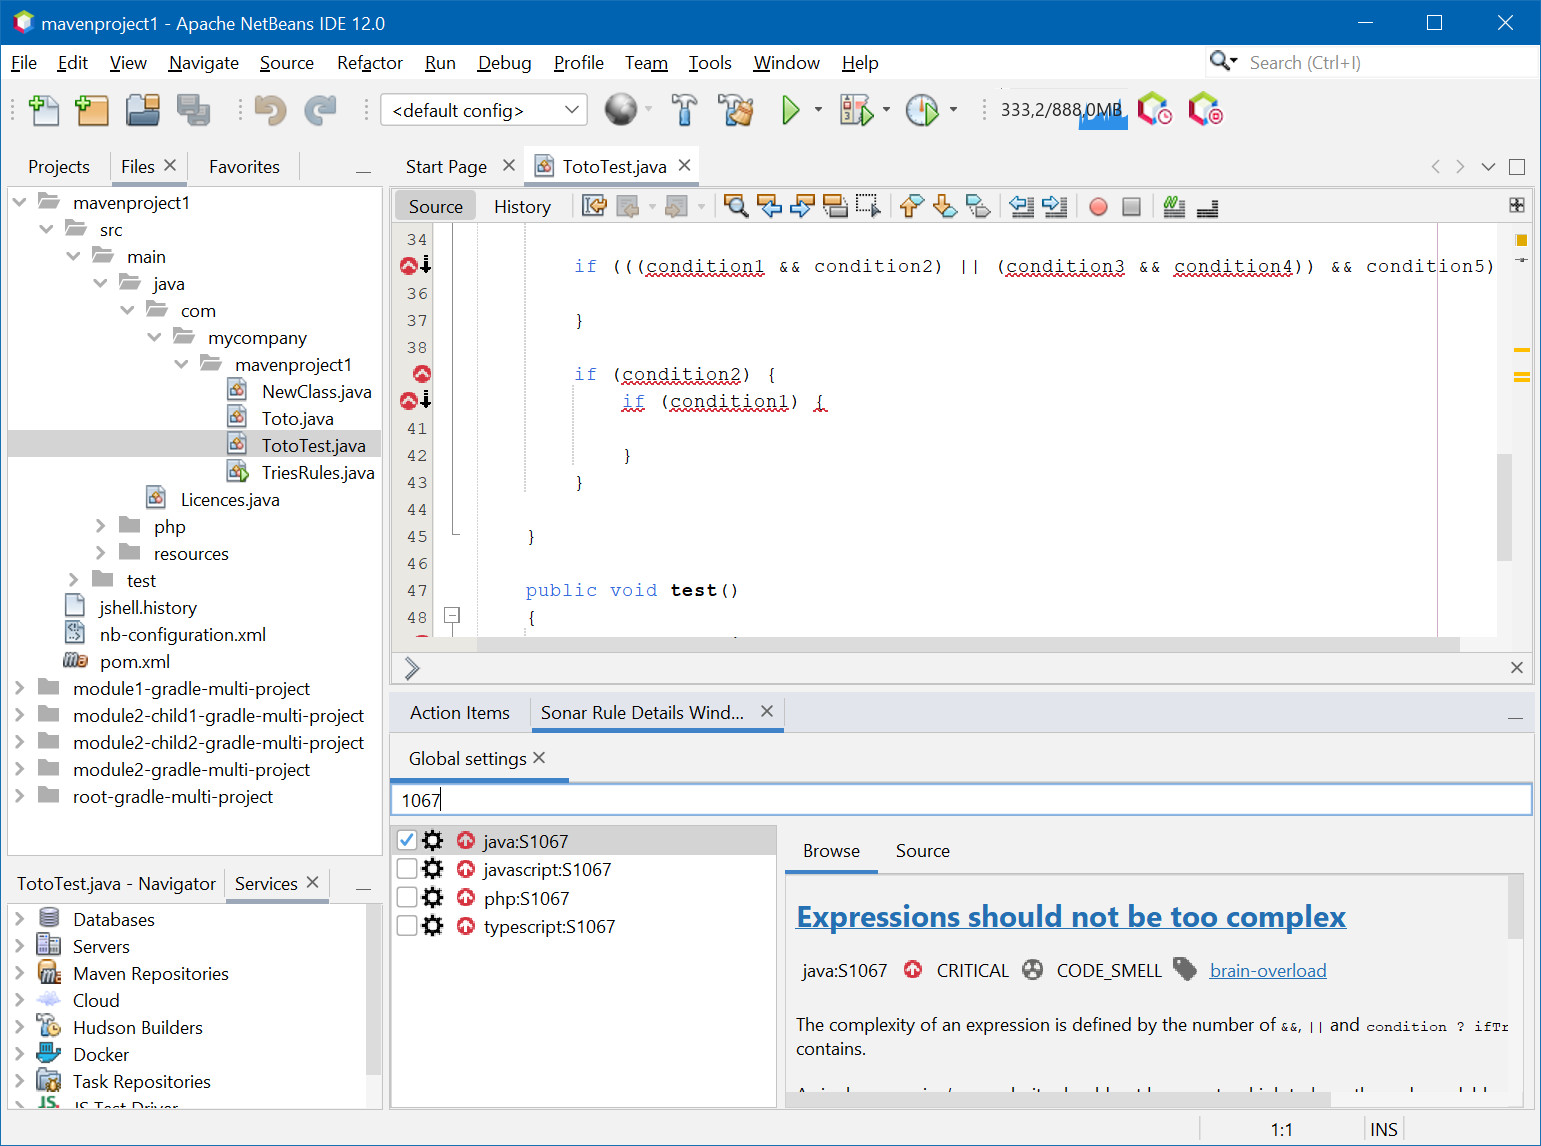 mavenproject1 - Apache NetBeans IDE 12.0
File Edit View Navigate Source Refactor Run Debug Profile Team Tools Window Help Search (Ctrl+I)
<default config> 333,2/888,0MB
Projects Files Favorites
mavenproject1
src
main
java
com
mycompany
mavenproject1
NewClass.java
Toto.java
TotoTest.java
TriesRules.java
Licences.java
php
resources
test
jshell.history
nb-configuration.xml
pom.xml
module1-gradle-multi-project
module2-child1-gradle-multi-project
module2-child2-gradle-multi-project
module2-gradle-multi-project
root-gradle-multi-project
TotoTest.java - Navigator Services
Databases
Servers
Maven Repositories
Cloud
Hudson Builders
Docker
Task Repositories
JS Test Driver
Start Page TotoTest.java
Source History
34
if (((condition1 && condition2) || (condition3 && condition4)) && condition5)
36
37 }
38
if (condition2) {
if (condition1) {
41
42 }
43 }
44
45 }
46
47 public void test()
48 {
Action Items Sonar Rule Details Wind...
Global settings
1067
java:S1067
javascript:S1067
php:S1067
typescript:S1067
Browse Source
Expressions should not be too complex
java:S1067 CRITICAL CODE_SMELL brain-overload
The complexity of an expression is defined by the number of &&, || and condition ? ifTr
contains.
1:1 INS